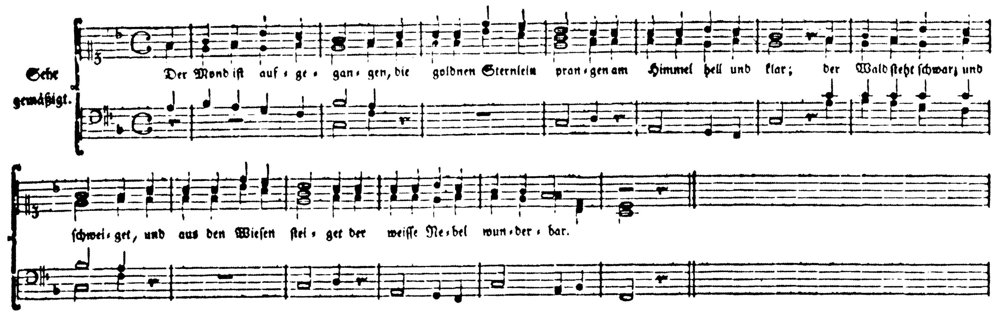 Sehr
gemäßigt.
Der Mond ist auf- ge- gan- gen, die goldnen Sternlein pran- gen am Himmel hell und klar; der Wald steht schwarz und
schwei- get, und aus den Wiesen stei- get der weisse Ne- bel wun- der- bar.